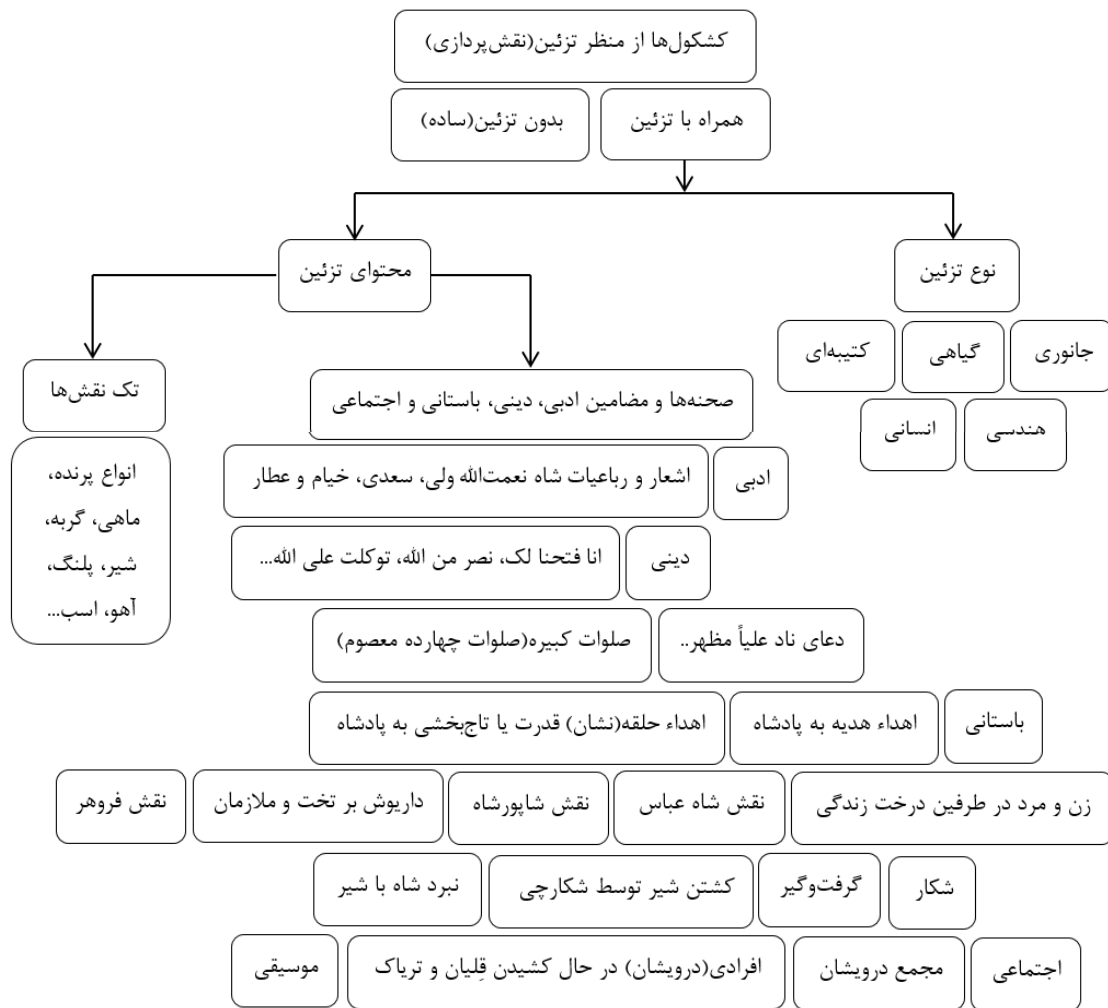 کشکول‌ها از منظر تزئین(نقش‌پردازی)
همراه با تزئین
بدون تزئین(ساده)
نوع تزئین
محتوای تزئین
جانوری
گیاهی
کتیبه‌ای
هندسی
انسانی
تک نقش‌ها
انواع پرنده،
ماهی، گربه،
شیر، پلنگ،
آهو، اسب...
صحنه‌ها و مضامین ادبی، دینی، باستانی و اجتماعی
ادبی
اشعار و رباعیات شاه نعمت‌الله ولی، سعدی، خیام و عطار
دینی
انا فتحنا لک، نصر من الله، توکلت علی الله...
دعای ناد علیاً مظهر..
صلوات کبیره(صلوات چهارده معصوم)
باستانی
اهداء هدیه به پادشاه
اهداء حلقه(نشان) قدرت یا تاج‌بخشی به پادشاه
زن و مرد در طرفین درخت زندگی
نقش شاه عباس
نقش شاپورشاه
داریوش بر تخت و ملازمان
نقش فروهر
شکار
گرفت‌وگیر
کشتن شیر توسط شکارچی
نبرد شاه با شیر
اجتماعی
مجمع درویشان
افرادی(درویشان) در حال کشیدن قِلیان و تریاک
موسیقی